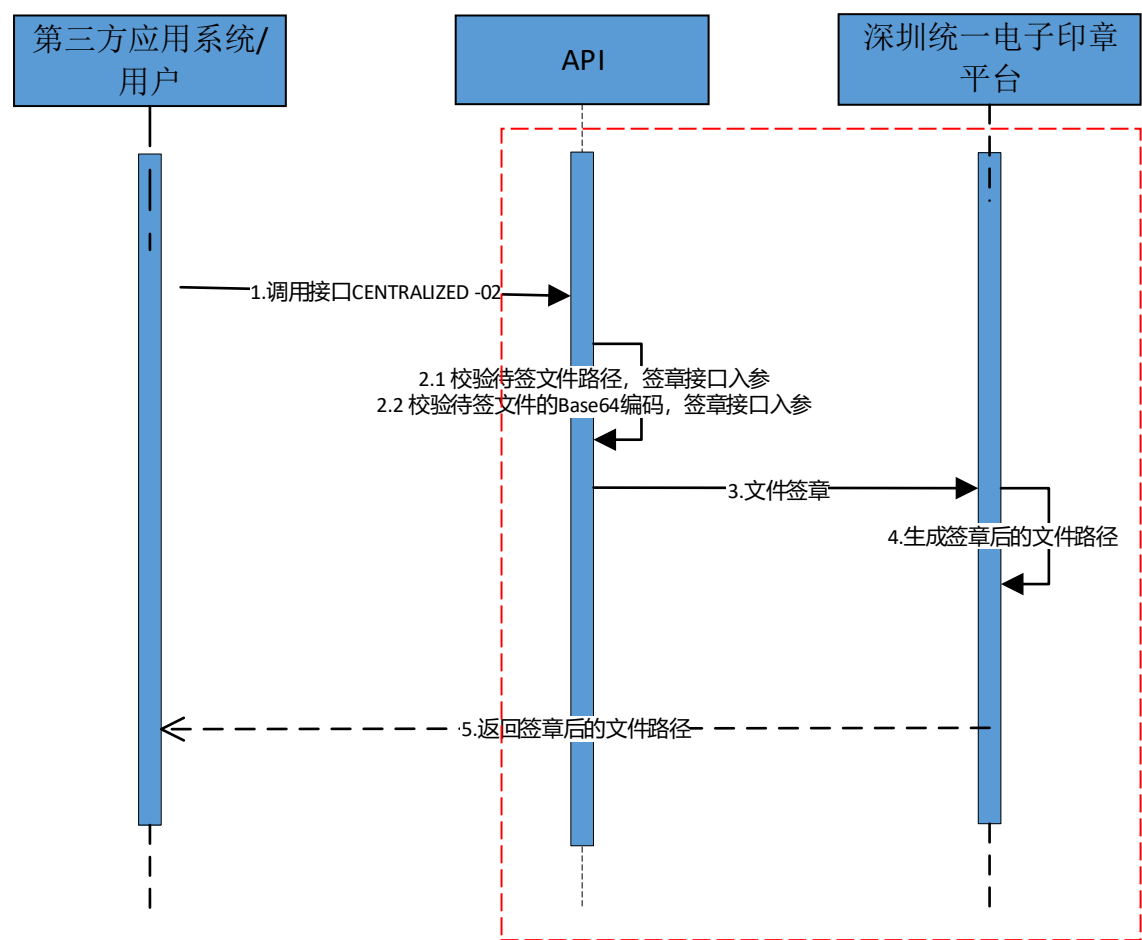 第三方应用系统/
用户
API
深圳统一电子印章
平台
1.调用接口CENTRALIZED -02
2.1 校验待签文件路径，签章接口入参
2.2 校验待签文件的Base64编码，签章接口入参
3.文件签章
4.生成签章后的文件路径
5.返回签章后的文件路径